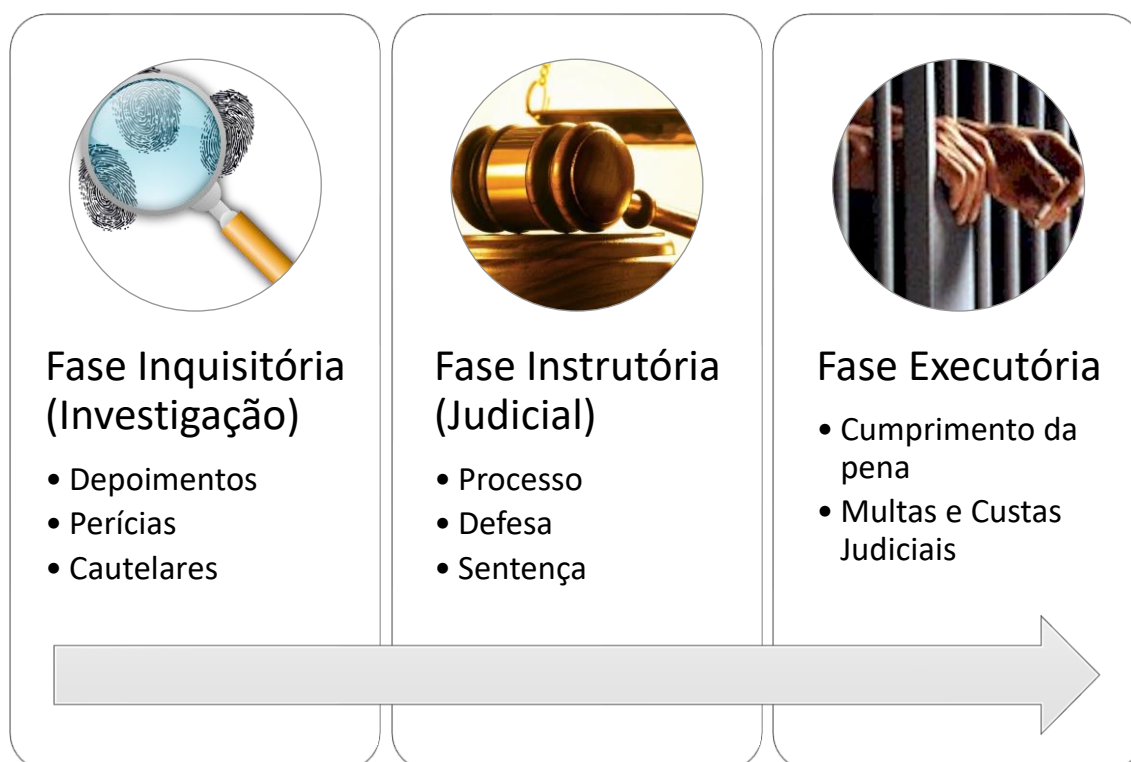 Fase Inquisitória
(Investigação)
• Depoimentos
• Perícias
• Cautelares
Fase Instrutória
(Judicial)
• Processo
• Defesa
• Sentença
Fase Executória
• Cumprimento da
pena
• Multas e Custas
Judiciais